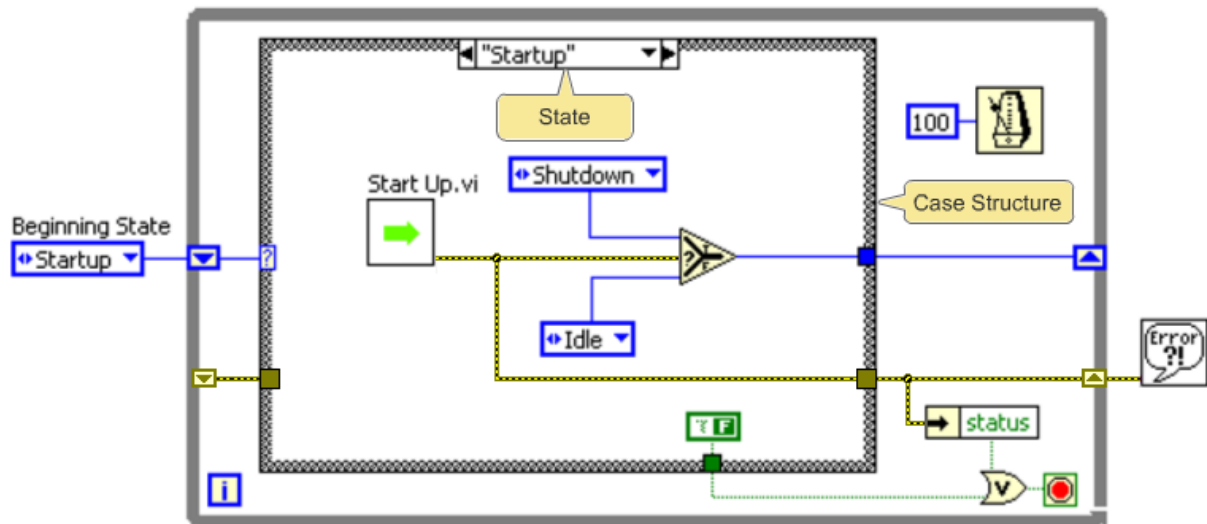 "Startup"
State
100
Shutdown
Start Up.vi
Case Structure
Beginning State
Startup
?
T
?
F
Idle
Error
?!
F
status
i
V